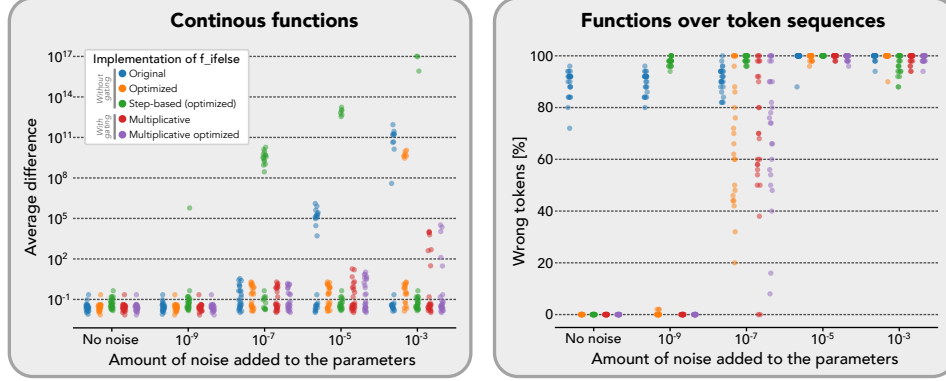 Continous functions
Average difference
10^17
10^14
10^11
10^8
10^5
10^2
10^-1
Implementation of f_ifelse
Without gating
Original
Optimized
Step-based (optimized)
With gating
Multiplicative
Multiplicative optimized
No noise
10^-9
10^-7
10^-5
10^-3
Amount of noise added to the parameters
Functions over token sequences
Wrong tokens [%]
100
80
60
40
20
0
No noise
10^-9
10^-7
10^-5
10^-3
Amount of noise added to the parameters